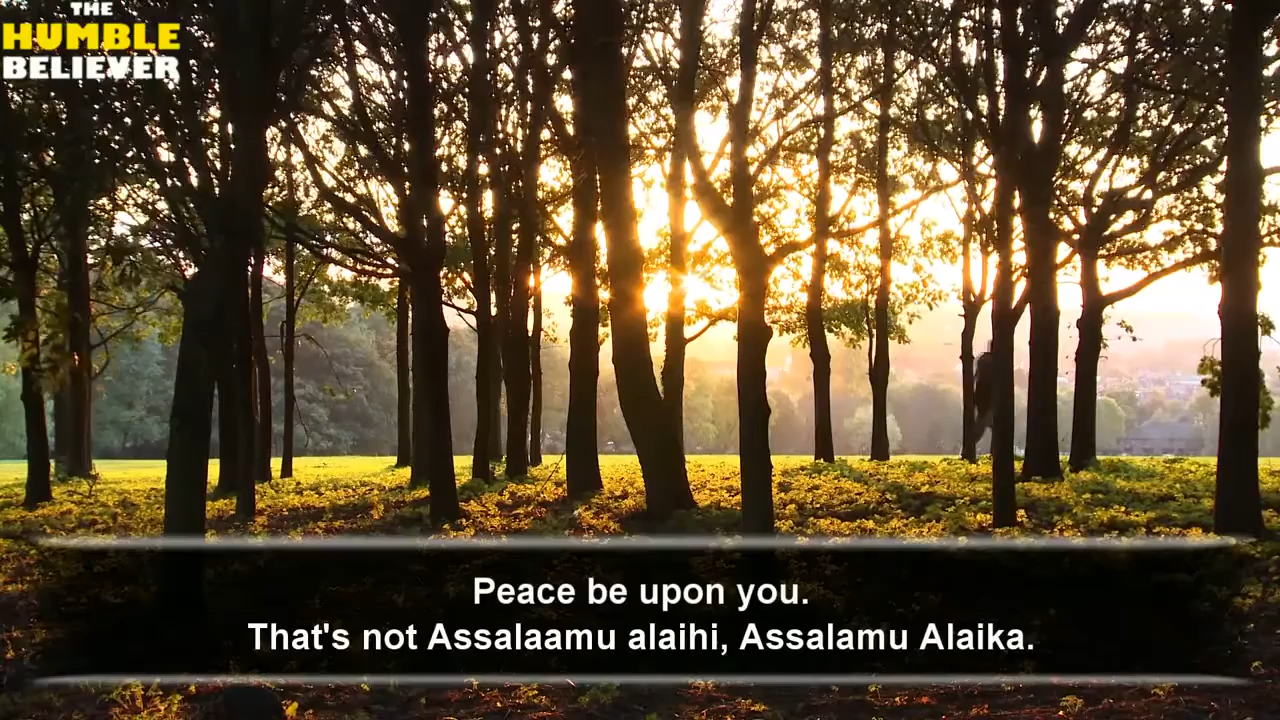 THE
HUMBLE
BELIEVER
Peace be upon you.
That's not Assalaamu alaihi, Assalamu Alaika.